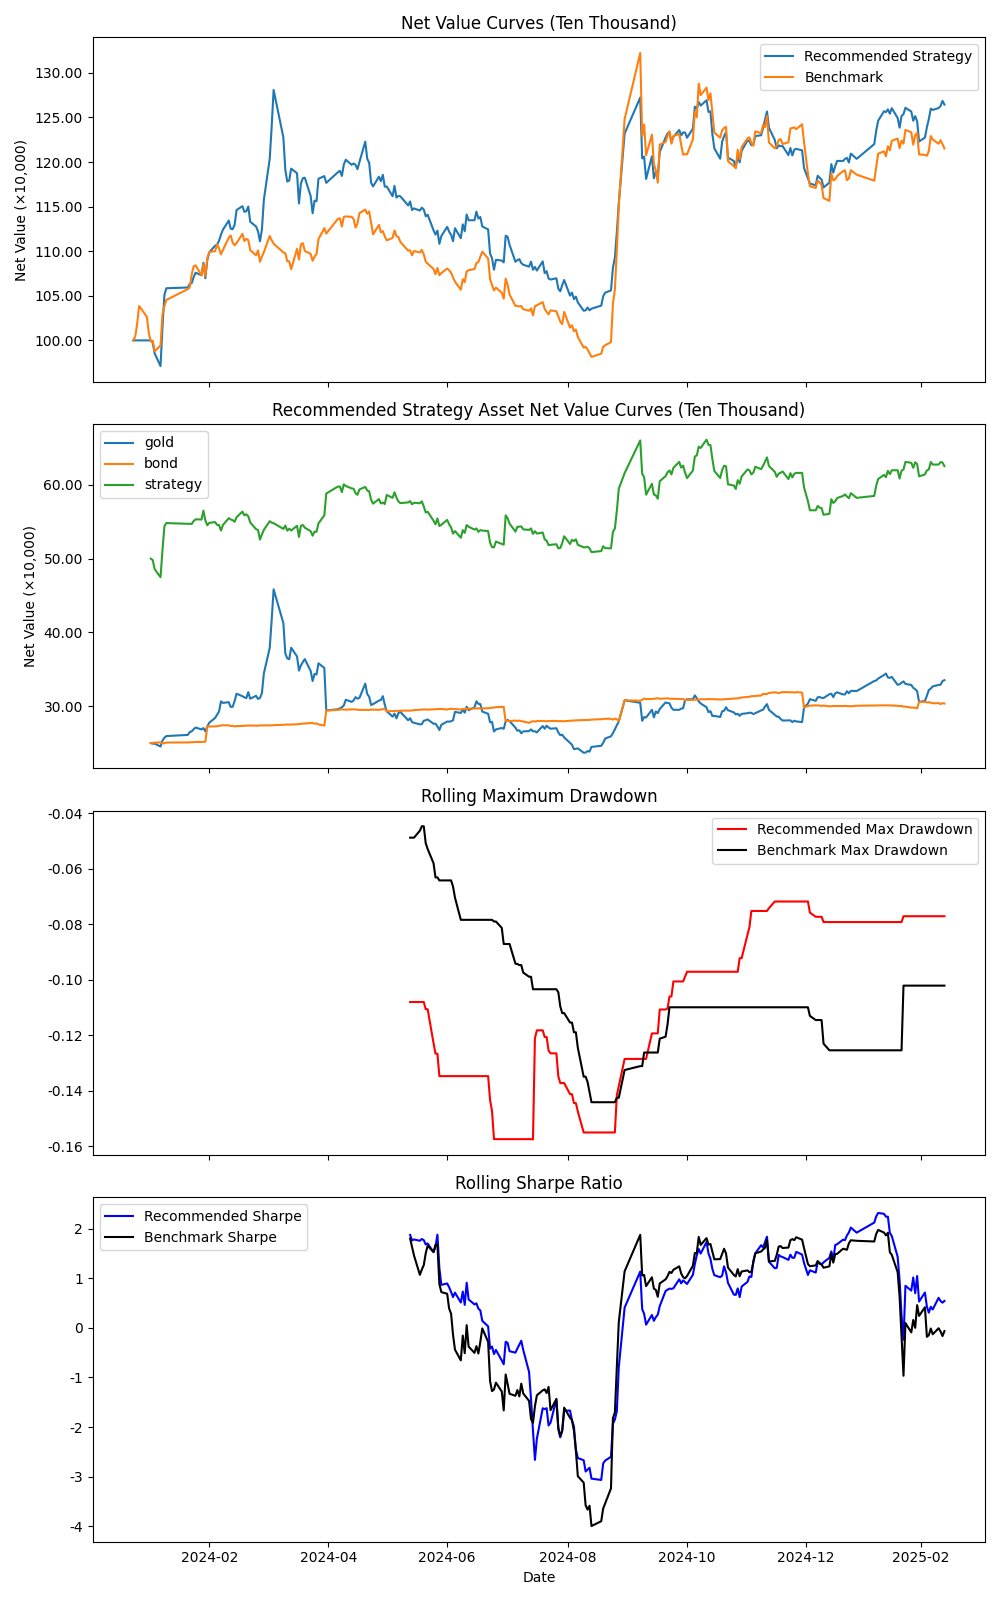 Net Value Curves (Ten Thousand)
Net Value (×10,000)
130.00
125.00
120.00
115.00
110.00
105.00
100.00
Recommended Strategy
Benchmark
Recommended Strategy Asset Net Value Curves (Ten Thousand)
Net Value (×10,000)
60.00
50.00
40.00
30.00
gold
bond
strategy
Rolling Maximum Drawdown
-0.04
-0.06
-0.08
-0.10
-0.12
-0.14
-0.16
Recommended Max Drawdown
Benchmark Max Drawdown
Rolling Sharpe Ratio
2
1
0
-1
-2
-3
-4
Recommended Sharpe
Benchmark Sharpe
2024-02 2024-04 2024-06 2024-08 2024-10 2024-12 2025-02
Date